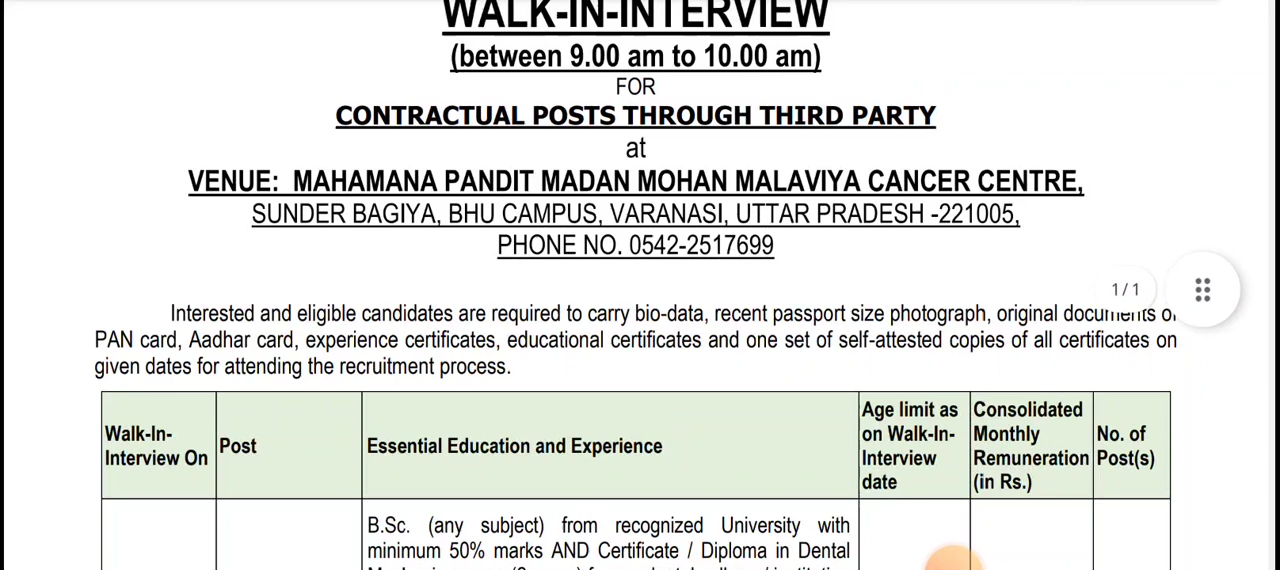 WALK-IN-INTERVIEW
(between 9.00 am to 10.00 am)
FOR
CONTRACTUAL POSTS THROUGH THIRD PARTY
at
VENUE: MAHAMANA PANDIT MADAN MOHAN MALAVIYA CANCER CENTRE,
SUNDER BAGIYA, BHU CAMPUS, VARANASI, UTTAR PRADESH -221005,
PHONE NO. 0542-2517699
1/1
Interested and eligible candidates are required to carry bio-data, recent passport size photograph, original documents of
PAN card, Aadhar card, experience certificates, educational certificates and one set of self-attested copies of all certificates on
given dates for attending the recruitment process.
Walk-In-
Interview On
Post
Essential Education and Experience
Age limit as
on Walk-In-
Interview
date
Consolidated
Monthly
Remuneration
(in Rs.)
No. of
Post(s)
B.Sc. (any subject) from recognized University with
minimum 50% marks AND Certificate / Diploma in Dental